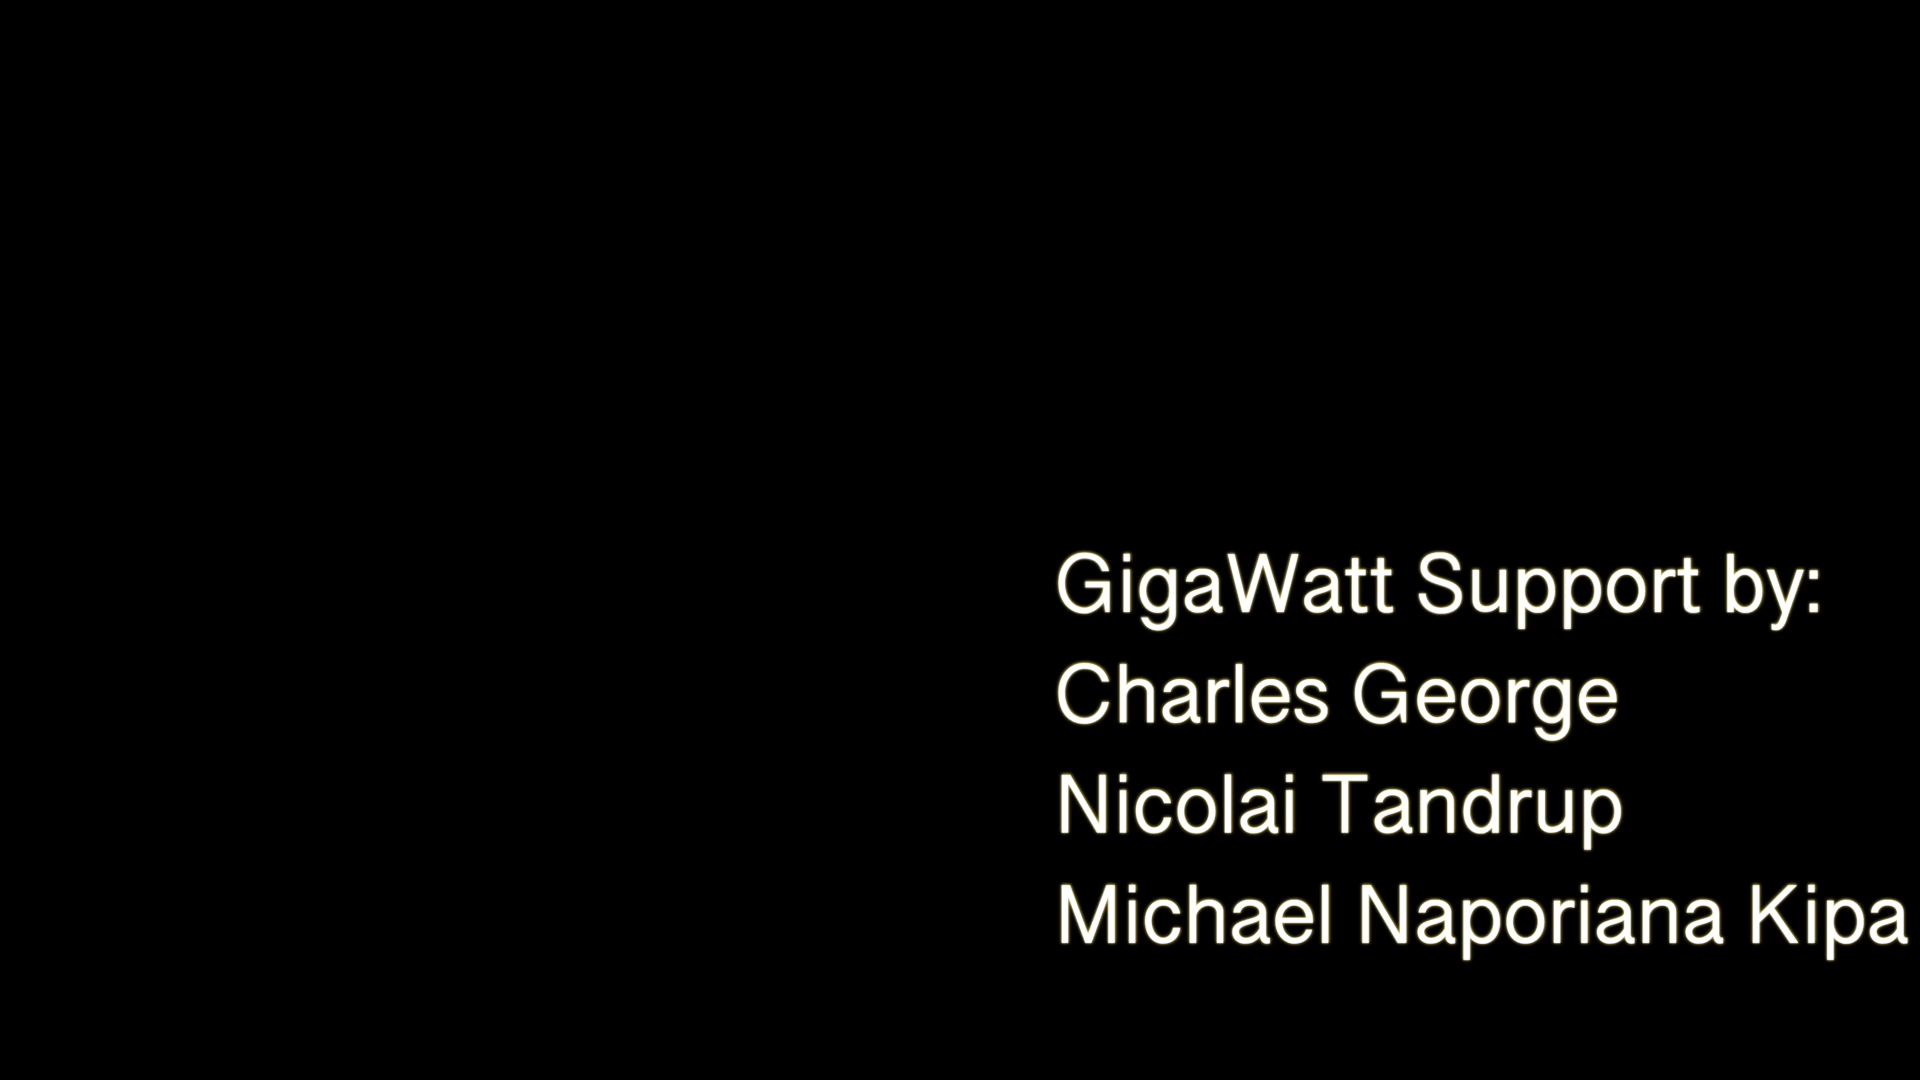 GigaWatt Support by:
Charles George
Nicolai Tandrup
Michael Naporiana Kipa